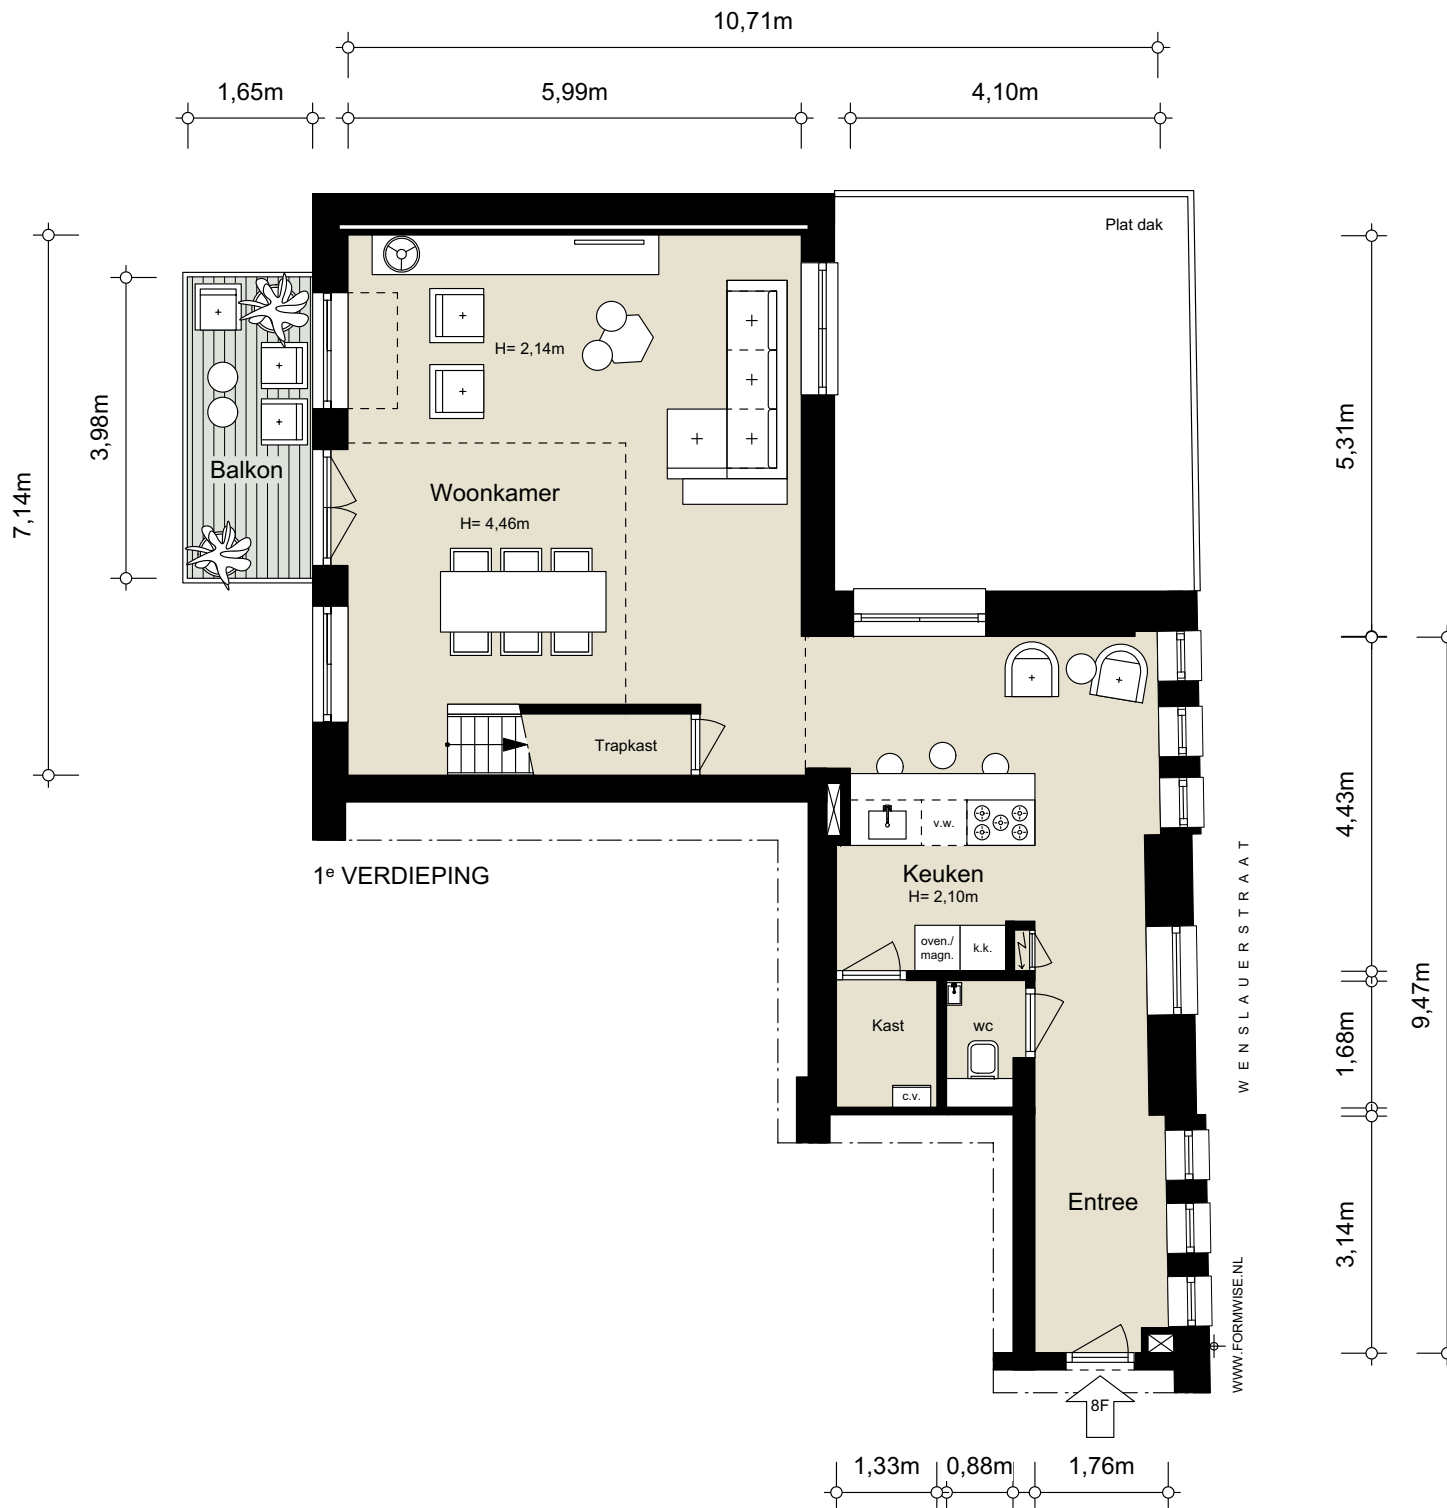 10,71m
1,65m
5,99m
4,10m
Plat dak
H= 2,14m
3,98m
5,31m
Balkon
Woonkamer
7,14m
H= 4,46m
Trapkast
4,43m
v.w.
1e VERDIEPING
Keuken
H= 2,10m
WENSLAUERSTRAAT
oven./
magn.
k.k.
9,47m
Kast
wc
1,68m
c.v.
Entree
3,14m
WWW.FORMWISE.NL
8F
1,33m
0,88m
1,76m